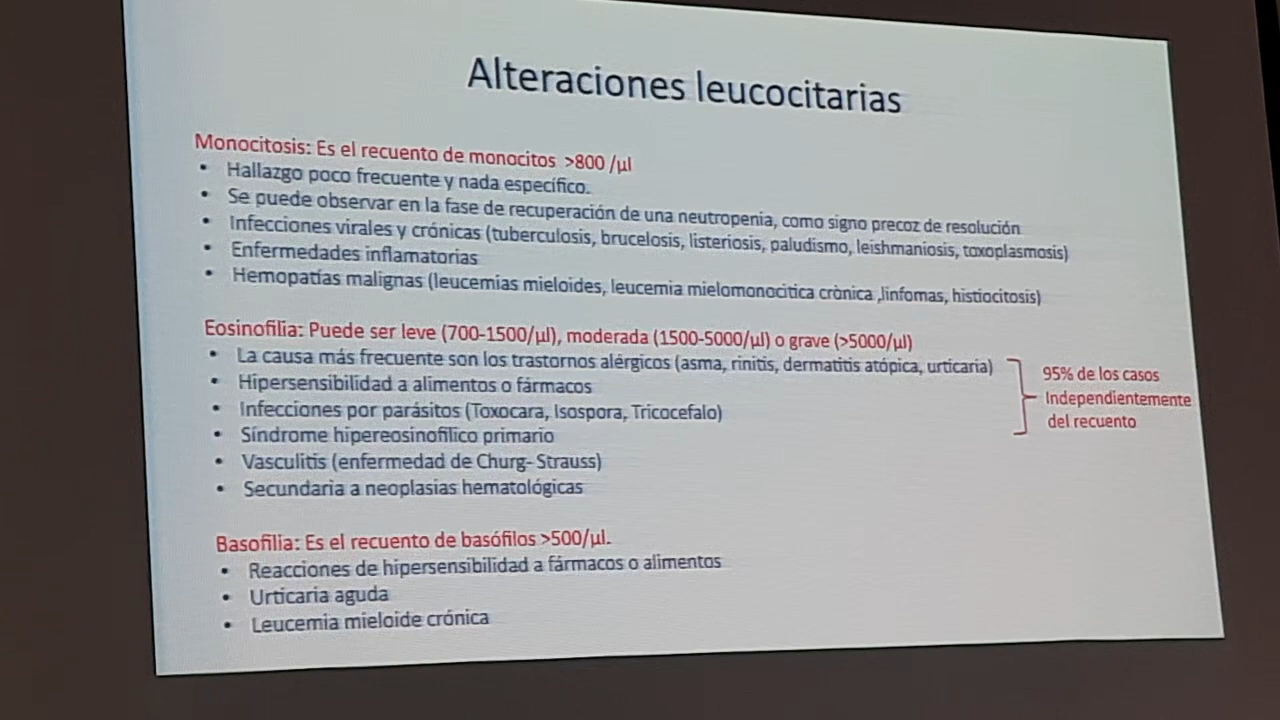 Alteraciones leucocitarias
Monocitosis: Es el recuento de monocitos >800 /µl
• Hallazgo poco frecuente y nada específico.
• Se puede observar en la fase de recuperación de una neutropenia, como signo precoz de resolución
• Infecciones virales y crónicas (tuberculosis, brucelosis, listeriosis, paludismo, leishmaniosis, toxoplasmosis)
• Enfermedades inflamatorias
• Hemopatías malignas (leucemias mieloides, leucemia mielomonocitica crònica ,linfomas, histiocitosis)
Eosinofilia: Puede ser leve (700-1500/µl), moderada (1500-5000/µl) o grave (>5000/µl)
• La causa más frecuente son los trastornos alérgicos (asma, rinitis, dermatitis atópica, urticaria)
• Hipersensibilidad a alimentos o fármacos
• Infecciones por parásitos (Toxocara, Isospora, Tricocefalo)
95% de los casos
Independientemente
del recuento
• Síndrome hipereosinofílico primario
• Vasculitis (enfermedad de Churg- Strauss)
• Secundaria a neoplasias hematológicas
Basofilia: Es el recuento de basófilos >500/µl.
• Reacciones de hipersensibilidad a fármacos o alimentos
• Urticaria aguda
• Leucemia mieloide crónica